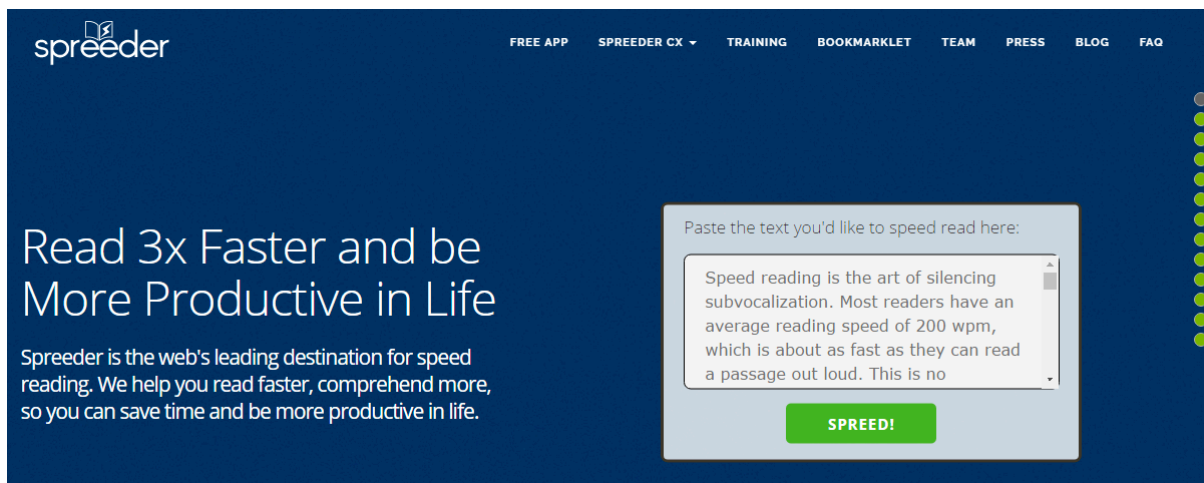 spreeder
FREE APP SPREEDER CX TRAINING BOOKMARKLET TEAM PRESS BLOG FAQ
Read 3x Faster and be
More Productive in Life
Spreeder is the web's leading destination for speed
reading. We help you read faster, comprehend more,
so you can save time and be more productive in life.
Paste the text you'd like to speed read here:
Speed reading is the art of silencing
subvocalization. Most readers have an
average reading speed of 200 wpm,
which is about as fast as they can read
a passage out loud. This is no
SPREED!